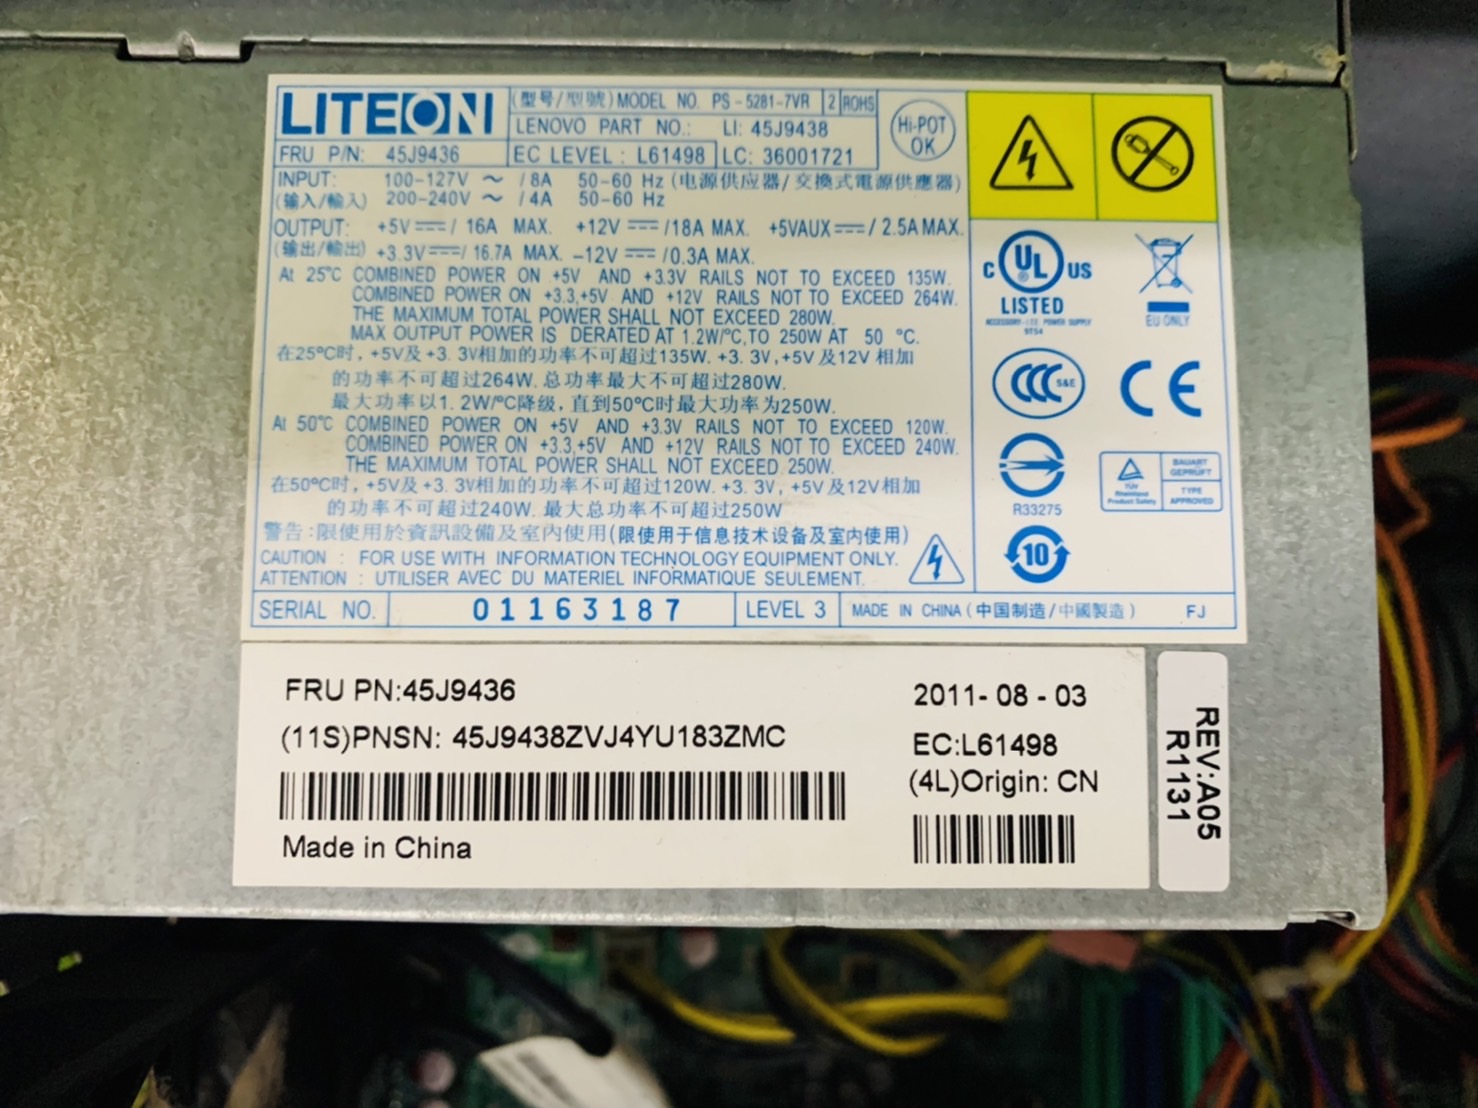 LITEON
(型号/型號) MODEL NO. PS-5281-7VR 2 ROHS
LENOVO PART NO.: LI: 45J9438
Hi-POT OK
FRU P/N: 45J9436 EC LEVEL: L61498 LC: 36001721
INPUT: 100-127V ~ /8A 50-60 Hz (电源供应器/交換式電源供應器)
(输入/輸入) 200-240V ~ /4A 50-60 Hz
OUTPUT: +5V⎓/ 16A MAX. +12V ⎓/18A MAX. +5VAUX⎓/ 2.5A MAX.
(输出/輸出) +3.3V⎓/ 16.7A MAX. -12V ⎓/0.3A MAX.
At 25°C COMBINED POWER ON +5V AND +3.3V RAILS NOT TO EXCEED 135W.
COMBINED POWER ON +3.3,+5V AND +12V RAILS NOT TO EXCEED 264W.
THE MAXIMUM TOTAL POWER SHALL NOT EXCEED 280W.
MAX OUTPUT POWER IS DERATED AT 1.2W/°C,TO 250W AT 50 °C.
在25°C时, +5V及+3.3V相加的功率不可超过135W. +3.3V,+5V及12V相加
的功率不可超过264W. 总功率最大不可超过280W.
最大功率以1.2W/°C降级, 直到50°C时最大功率为250W.
At 50°C COMBINED POWER ON +5V AND +3.3V RAILS NOT TO EXCEED 120W.
COMBINED POWER ON +3.3,+5V AND +12V RAILS NOT TO EXCEED 240W.
THE MAXIMUM TOTAL POWER SHALL NOT EXCEED 250W.
在50°C时, +5V及+3.3V相加的功率不可超过120W. +3.3V, +5V及12V相加
的功率不可超过240W. 最大总功率不可超过250W
警告:限使用於資訊設備及室內使用(限使用于信息技术设备及室内使用)
CAUTION : FOR USE WITH INFORMATION TECHNOLOGY EQUIPMENT ONLY.
ATTENTION : UTILISER AVEC DU MATERIEL INFORMATIQUE SEULEMENT.
SERIAL NO. 01163187 LEVEL 3 MADE IN CHINA (中国制造/中國製造) FJ
C UL US
LISTED
ACCESSORY-I.T.E. POWER SUPPLY
9TS4
EU ONLY
CCC S&E
CE
R33275
TÜV Rheinland Product Safety
BAUART GEPRÜFT
TYPE APPROVED
10
FRU PN:45J9436
2011- 08 - 03
(11S)PNSN: 45J9438ZVJ4YU183ZMC
EC:L61498
(4L)Origin: CN
Made in China
REV:A05
R1131